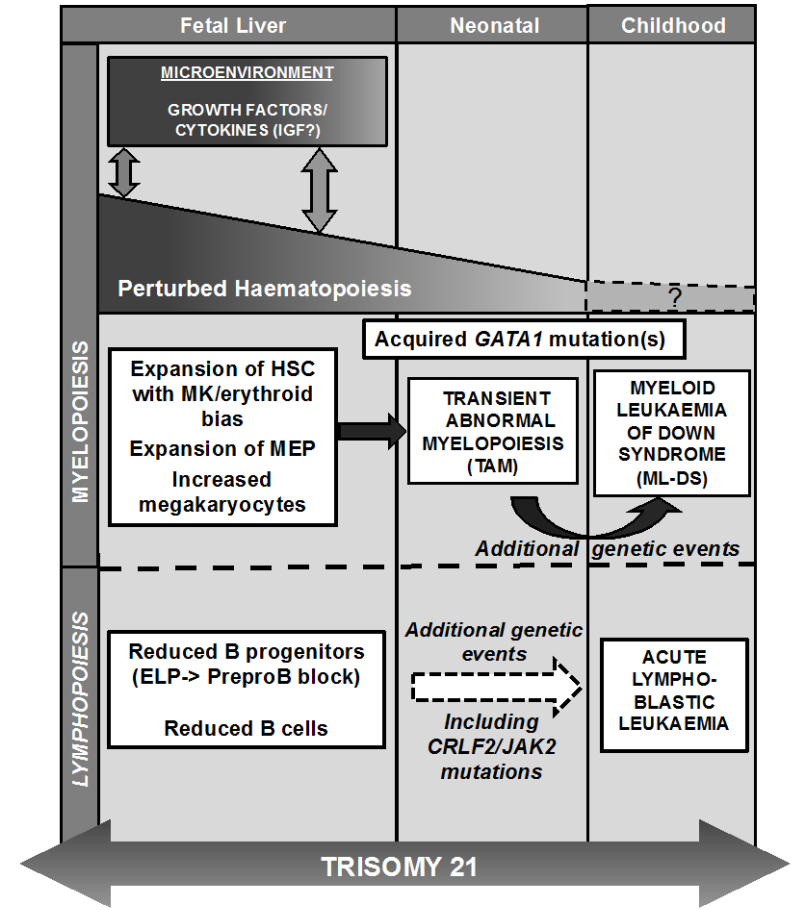 Fetal Liver
Neonatal
Childhood
MICROENVIRONMENT
GROWTH FACTORS/
CYTOKINES (IGF?)
Perturbed Haematopoiesis
?
MYELOPOIESIS
Acquired GATA1 mutation(s)
Expansion of HSC
with MK/erythroid
bias
Expansion of MEP
Increased
megakaryocytes
TRANSIENT
ABNORMAL
MYELOPOIESIS
(TAM)
MYELOID
LEUKAEMIA
OF DOWN
SYNDROME
(ML-DS)
Additional genetic events
LYMPHOPOIESIS
Reduced B progenitors
(ELP-> PreproB block)
Reduced B cells
Additional genetic
events
Including
CRLF2/JAK2
mutations
ACUTE
LYMPHO-
BLASTIC
LEUKAEMIA
TRISOMY 21